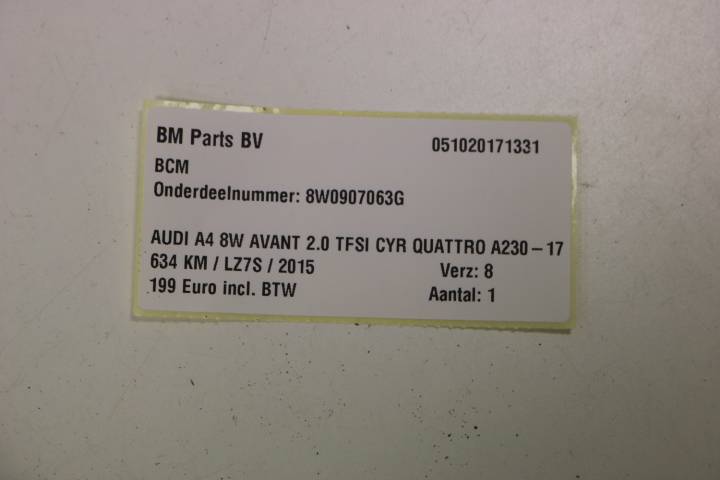 BM Parts BV 051020171331
BCM
Onderdeelnummer: 8W0907063G
AUDI A4 8W AVANT 2.0 TFSI CYR QUATTRO A230-17
634 KM / LZ7S / 2015 Verz: 8
199 Euro incl. BTW Aantal: 1